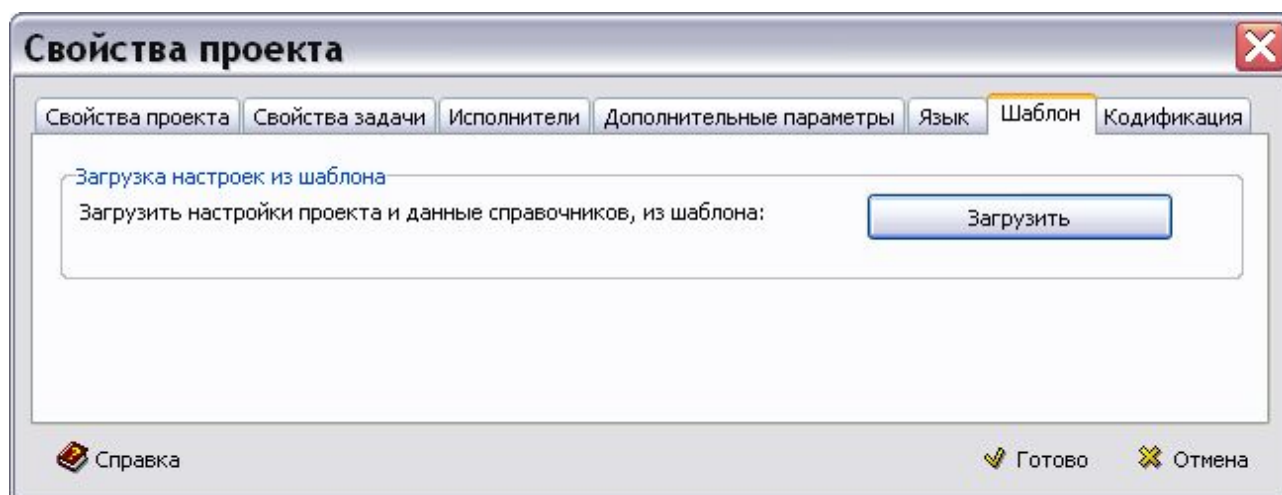 Свойства проекта
Свойства проекта Свойства задачи Исполнители Дополнительные параметры Язык Шаблон Кодификация
Загрузка настроек из шаблона
Загрузить настройки проекта и данные справочников, из шаблона: Загрузить
Справка Готово Отмена